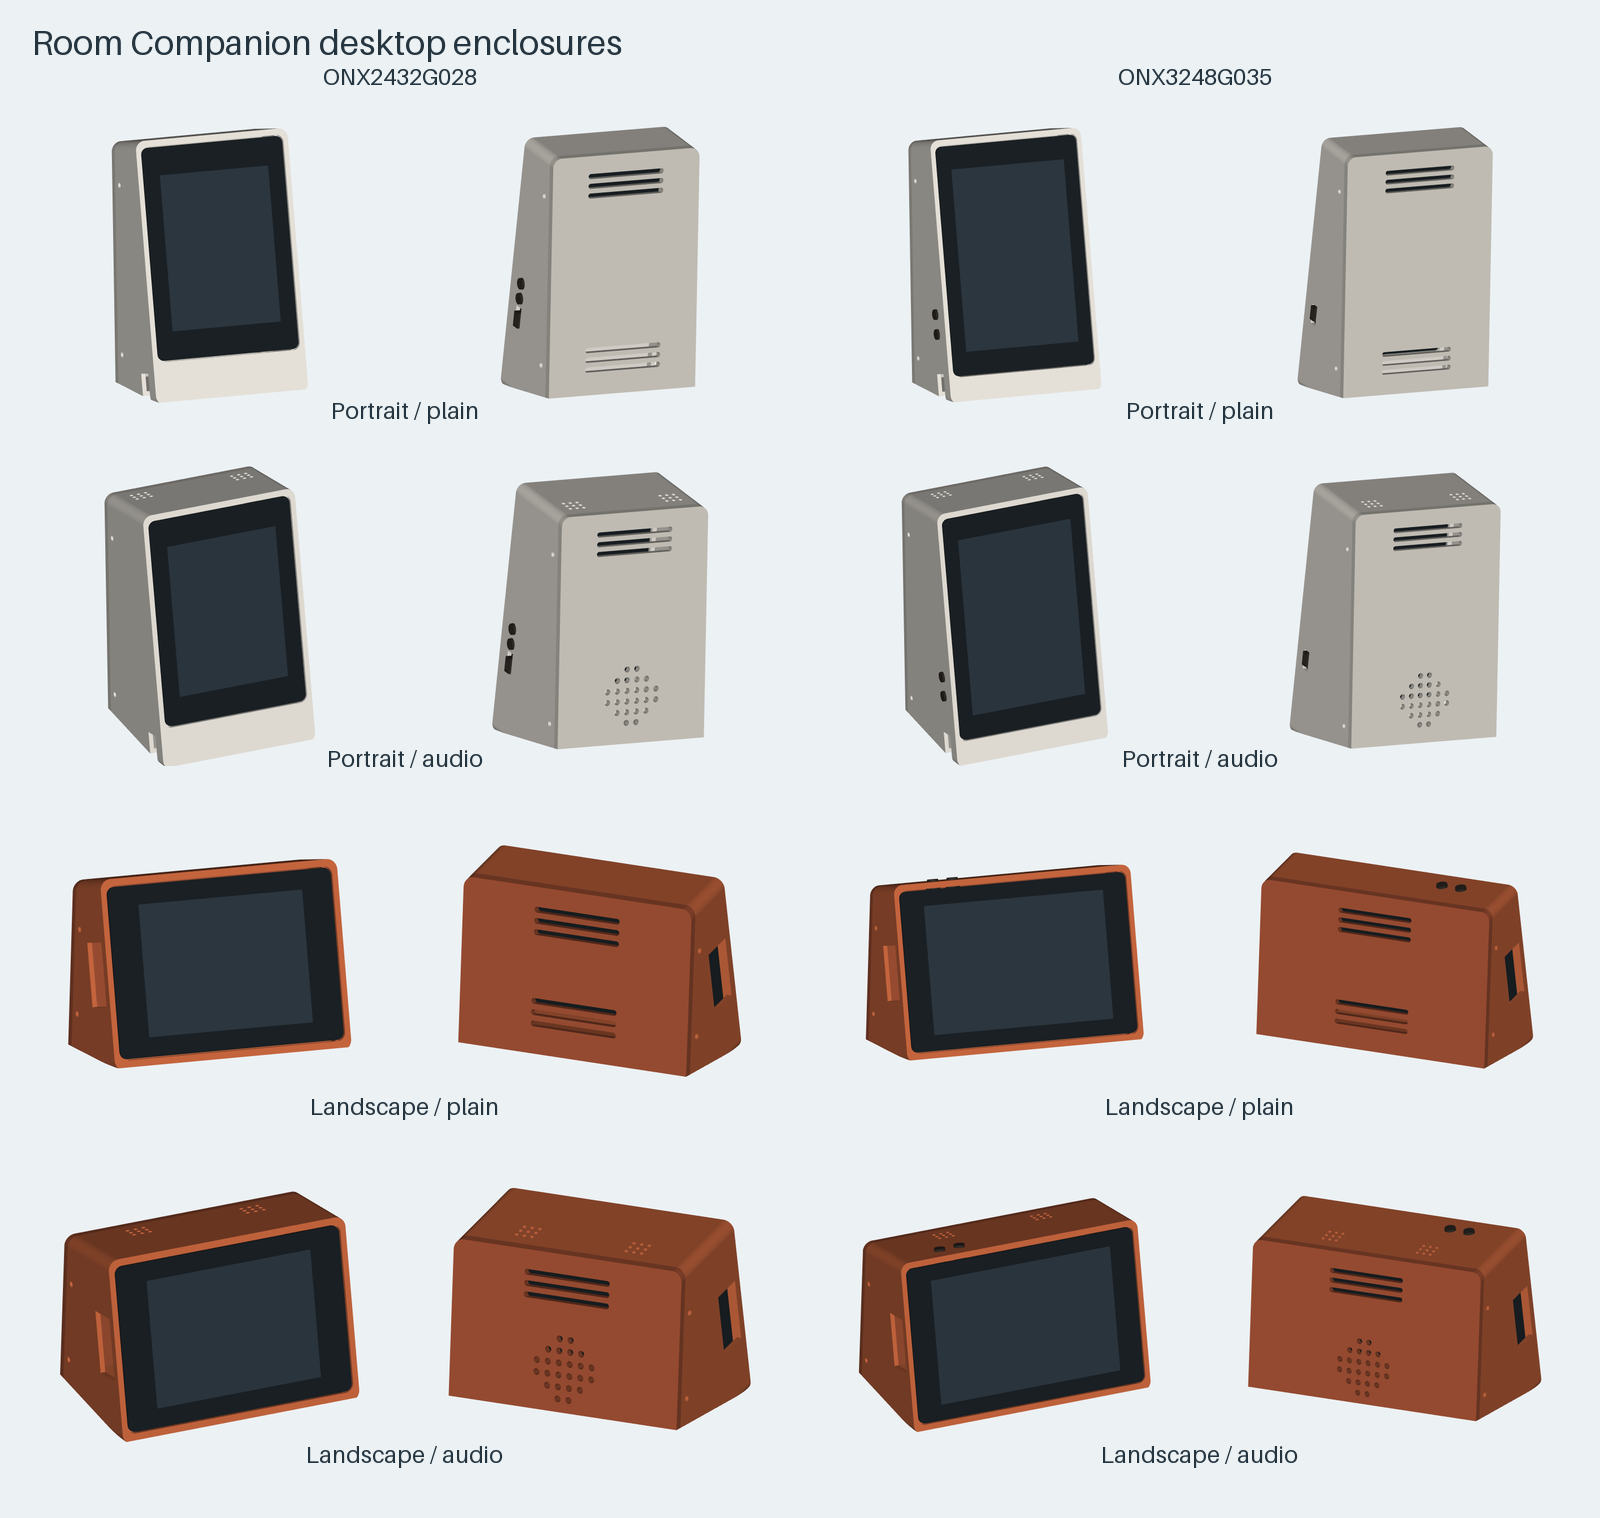 Room Companion desktop enclosures
ONX2432G028
ONX3248G035
Portrait / plain
Portrait / plain
Portrait / audio
Portrait / audio
Landscape / plain
Landscape / plain
Landscape / audio
Landscape / audio